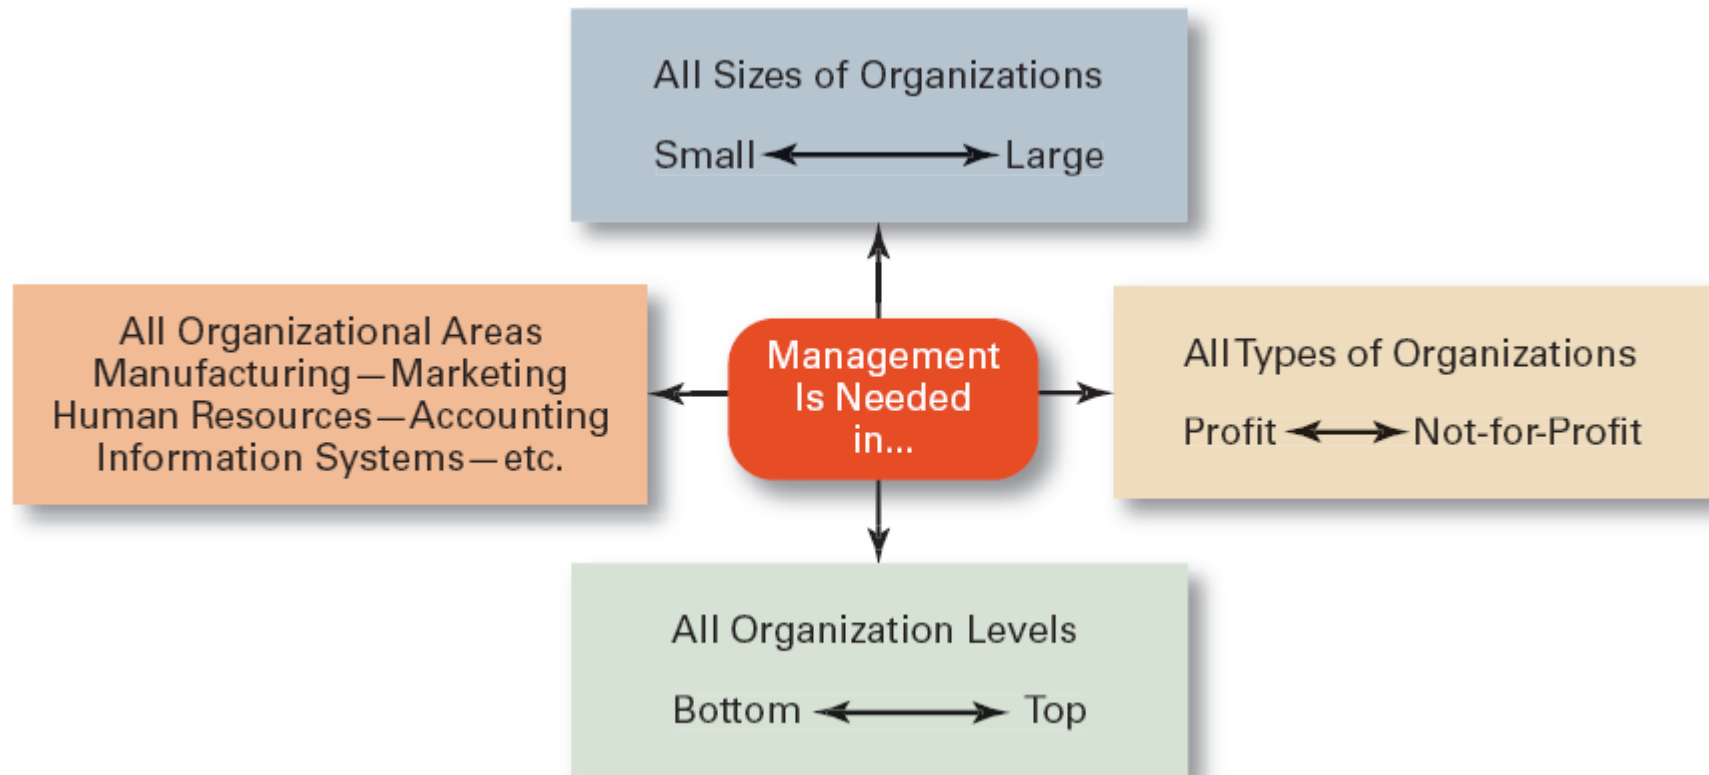 All Sizes of Organizations
Small Large
All Organizational Areas
Manufacturing—Marketing
Human Resources—Accounting
Information Systems—etc.
Management
Is Needed
in...
All Types of Organizations
Profit Not-for-Profit
All Organization Levels
Bottom Top